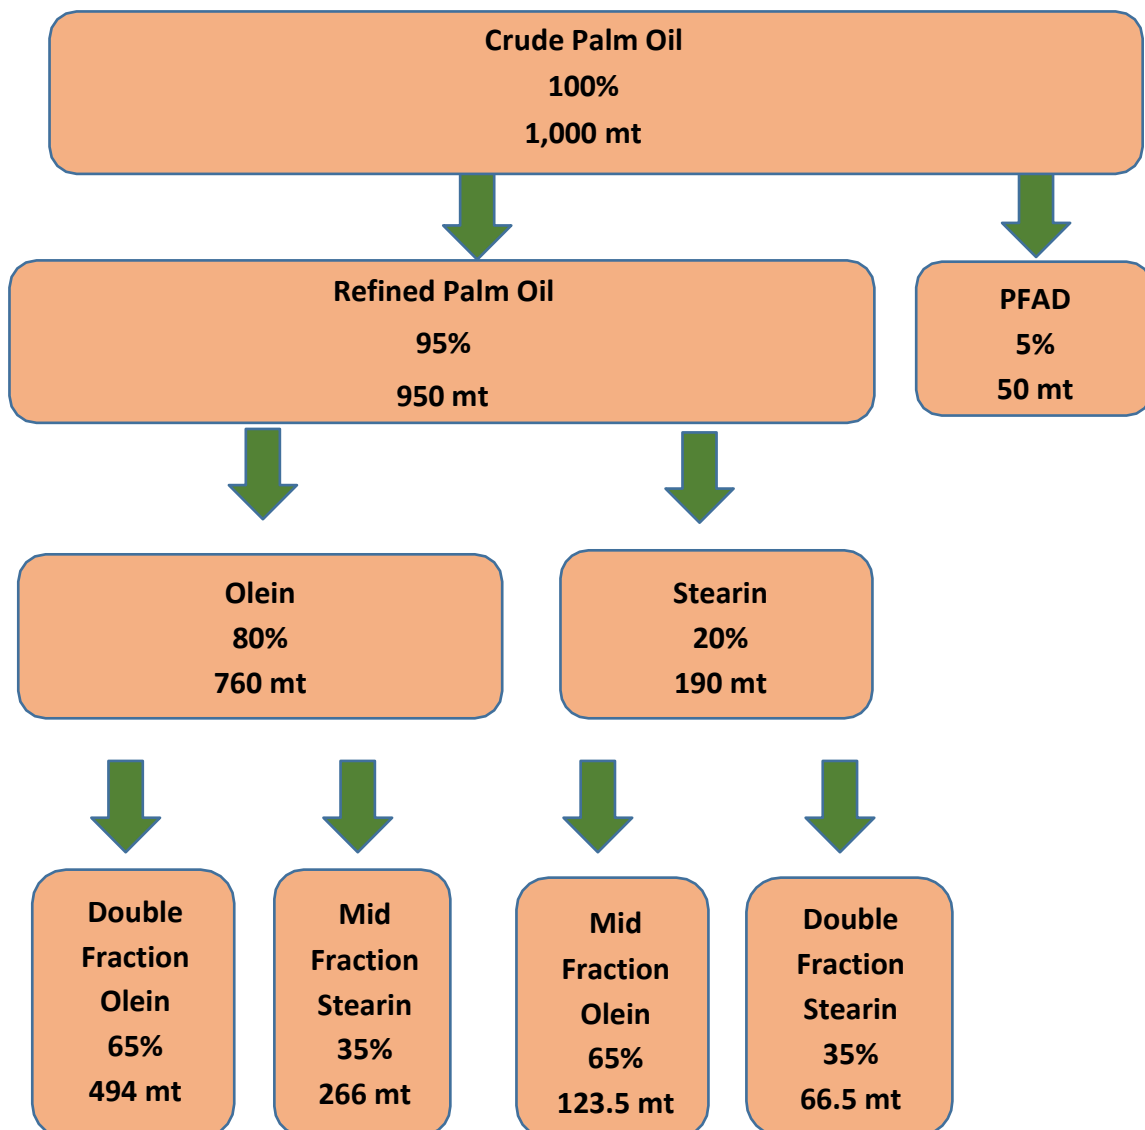 Crude Palm Oil
100%
1,000 mt
Refined Palm Oil
95%
950 mt
PFAD
5%
50 mt
Olein
80%
760 mt
Stearin
20%
190 mt
Double
Fraction
Olein
65%
494 mt
Mid
Fraction
Stearin
35%
266 mt
Mid
Fraction
Olein
65%
123.5 mt
Double
Fraction
Stearin
35%
66.5 mt